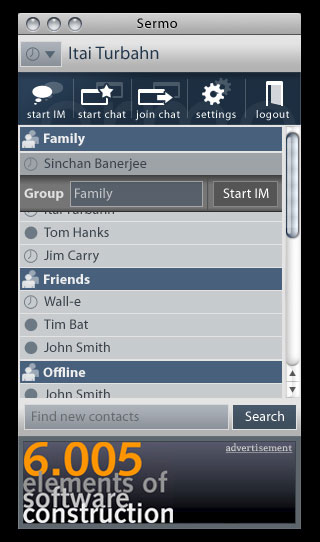 Sermo
Itai Turbahn
start IM
start chat
join chat
settings
logout
Family
Sinchan Banerjee
Group
Family
Start IM
Itai Turbahn
Tom Hanks
Jim Carry
Friends
Wall-e
Tim Bat
John Smith
Offline
John Smith
Find new contacts
Search
advertisement
6.005
elements of
software
construction